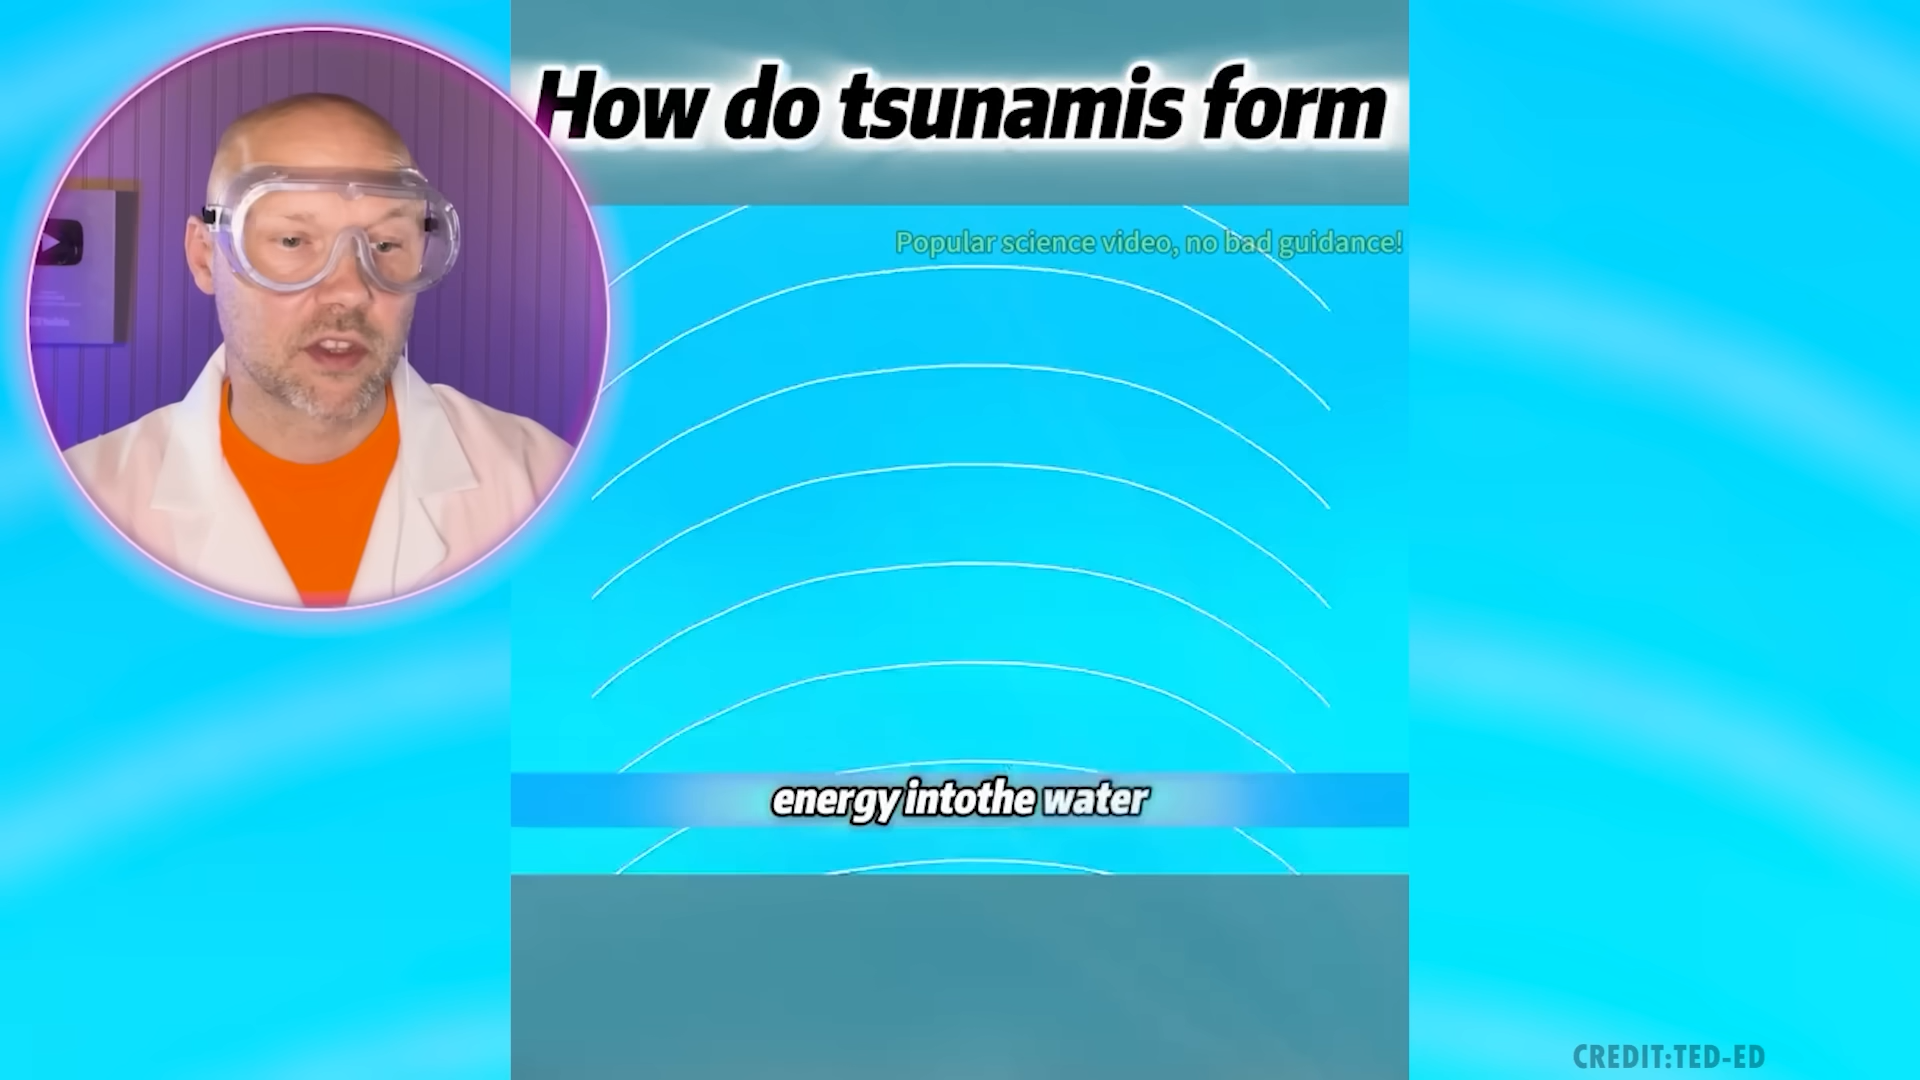 How do tsunamis form
Popular science video, no bad guidance!
energy intothe water
CREDIT:TED-ED